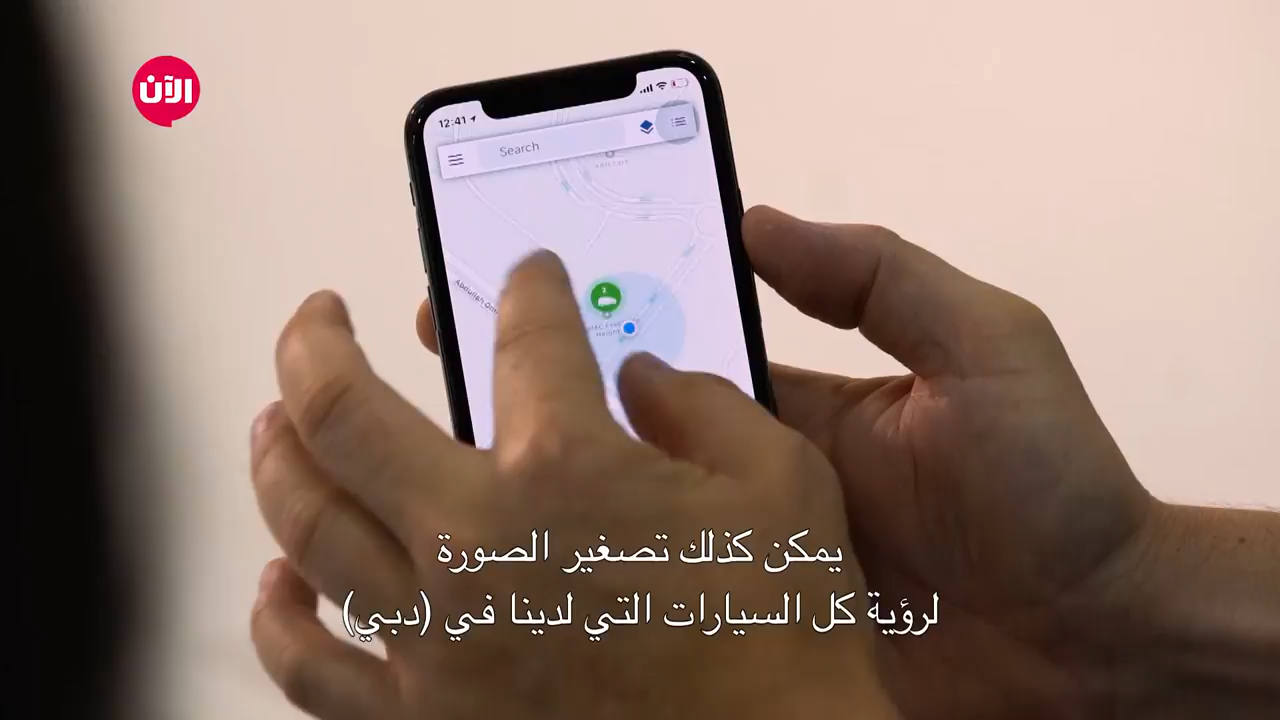 الآن
12:41
Search
يمكن كذلك تصغير الصورة
لرؤية كل السيارات التي لدينا في (دبي)